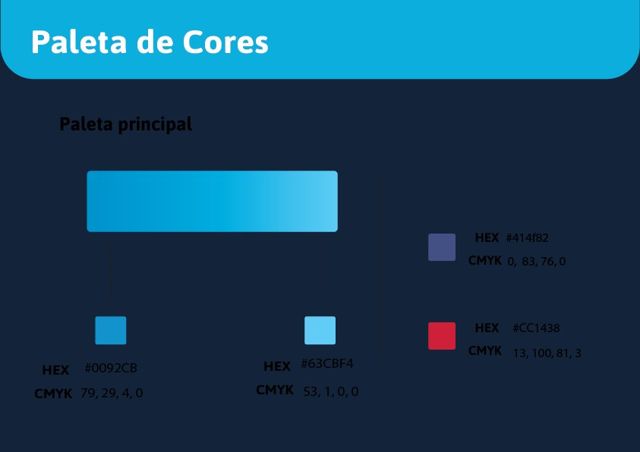 Paleta de Cores
Paleta principal
HEX #414f82
CMYK 0, 83, 76, 0
HEX #CC1438
CMYK 13, 100, 81, 3
HEX #0092CB
CMYK 79, 29, 4, 0
HEX #63CBF4
CMYK 53, 1, 0, 0